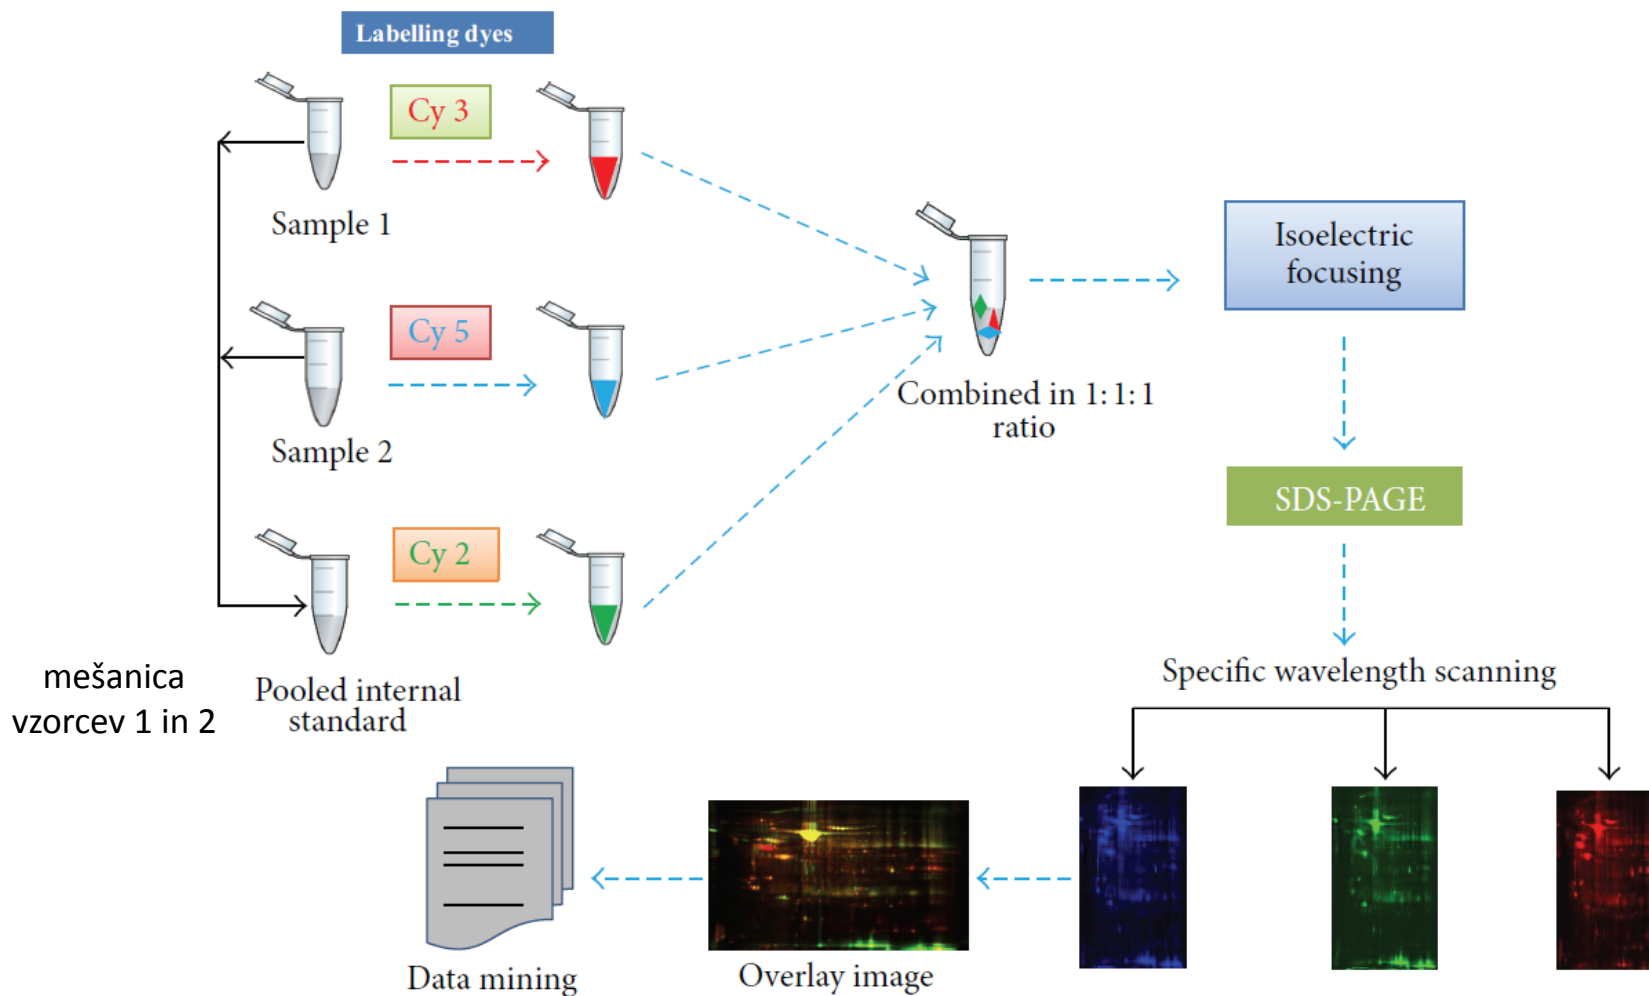 Labelling dyes
Cy 3
Sample 1
Cy 5
Sample 2
Cy 2
Pooled internal
standard
mešanica
vzorcev 1 in 2
Combined in 1:1:1
ratio
Isoelectric
focusing
SDS-PAGE
Specific wavelength scanning
Overlay image
Data mining